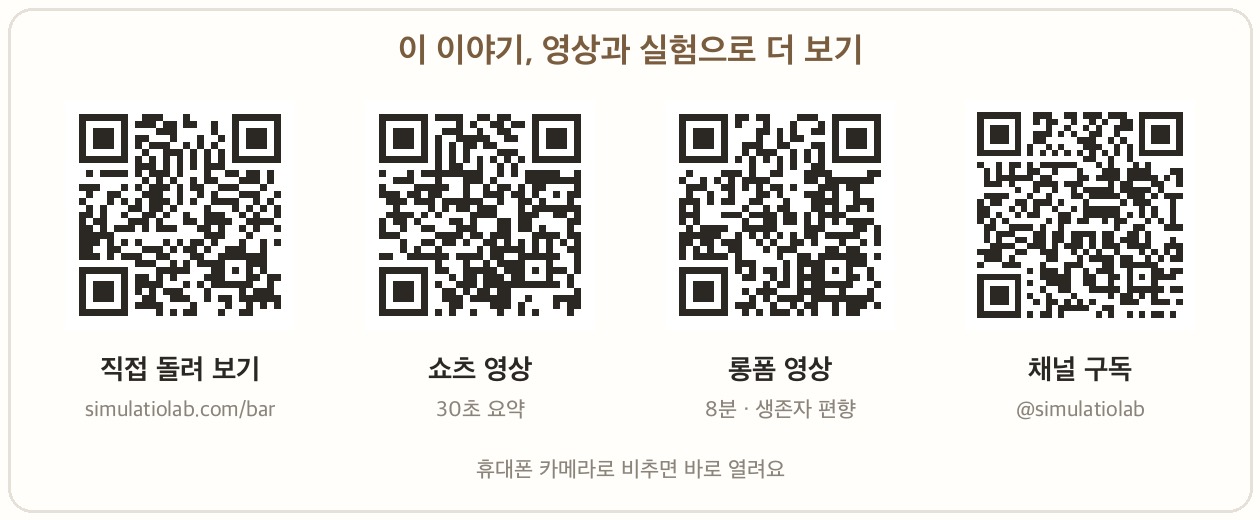 이 이야기, 영상과 실험으로 더 보기
직접 돌려 보기
simulatiolab.com/bar
쇼츠 영상
30초 요약
롱폼 영상
8분 · 생존자 편향
채널 구독
@simulatiolab
휴대폰 카메라로 비추면 바로 열려요